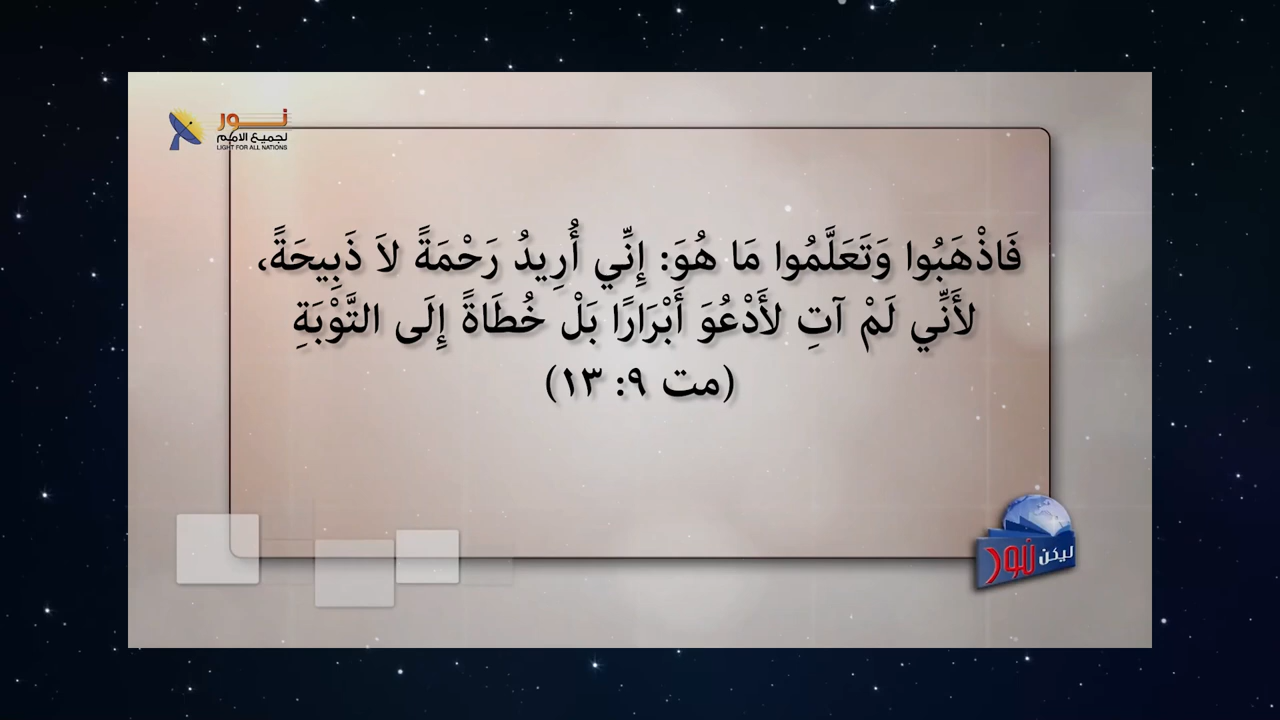 نور
لجميع الامم
LIGHT FOR ALL NATIONS
فَاذْهَبُوا وَتَعَلَّمُوا مَا هُوَ: إِنِّي أُرِيدُ رَحْمَةً لاَ ذَبِيحَةً،
لأَنِّي لَمْ آتِ لأَدْعُوَ أَبْرَارًا بَلْ خُطَاةً إِلَى التَّوْبَةِ
(مت ٩: ١٣)
ليكن نور